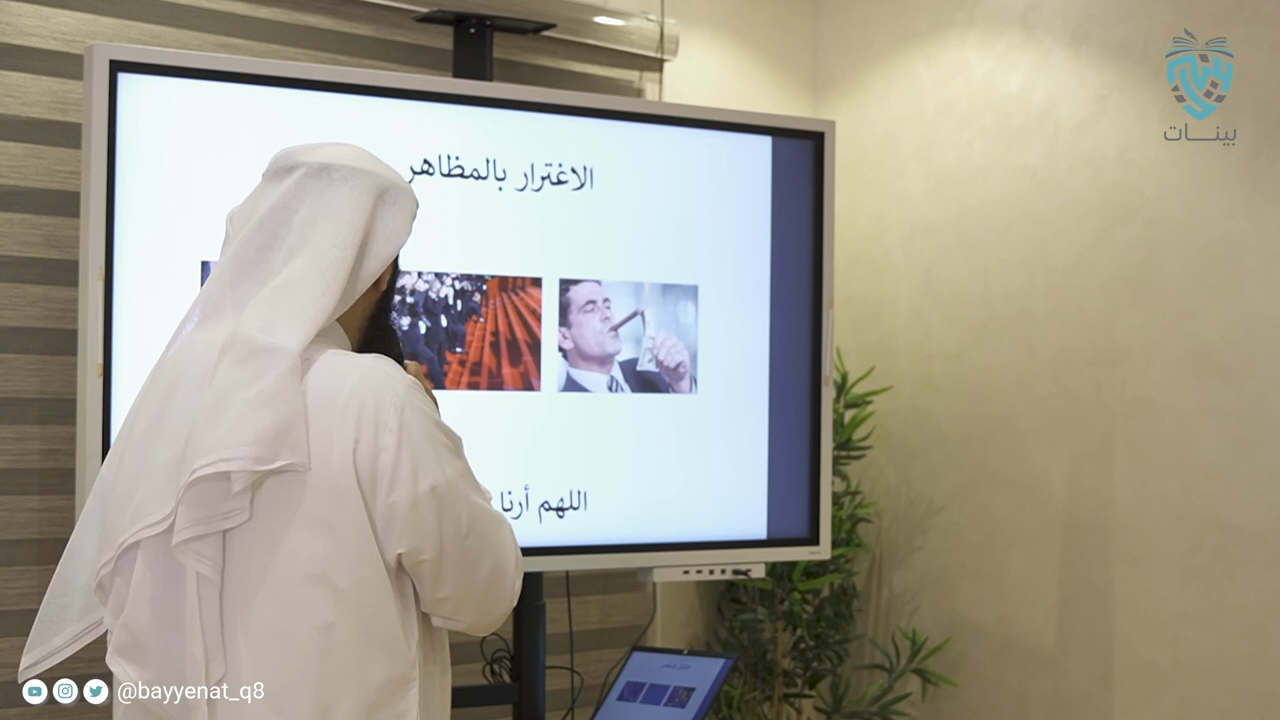 بينات
الاغترار بالمظاهر
اللهم أرنا
@bayyenat_q8